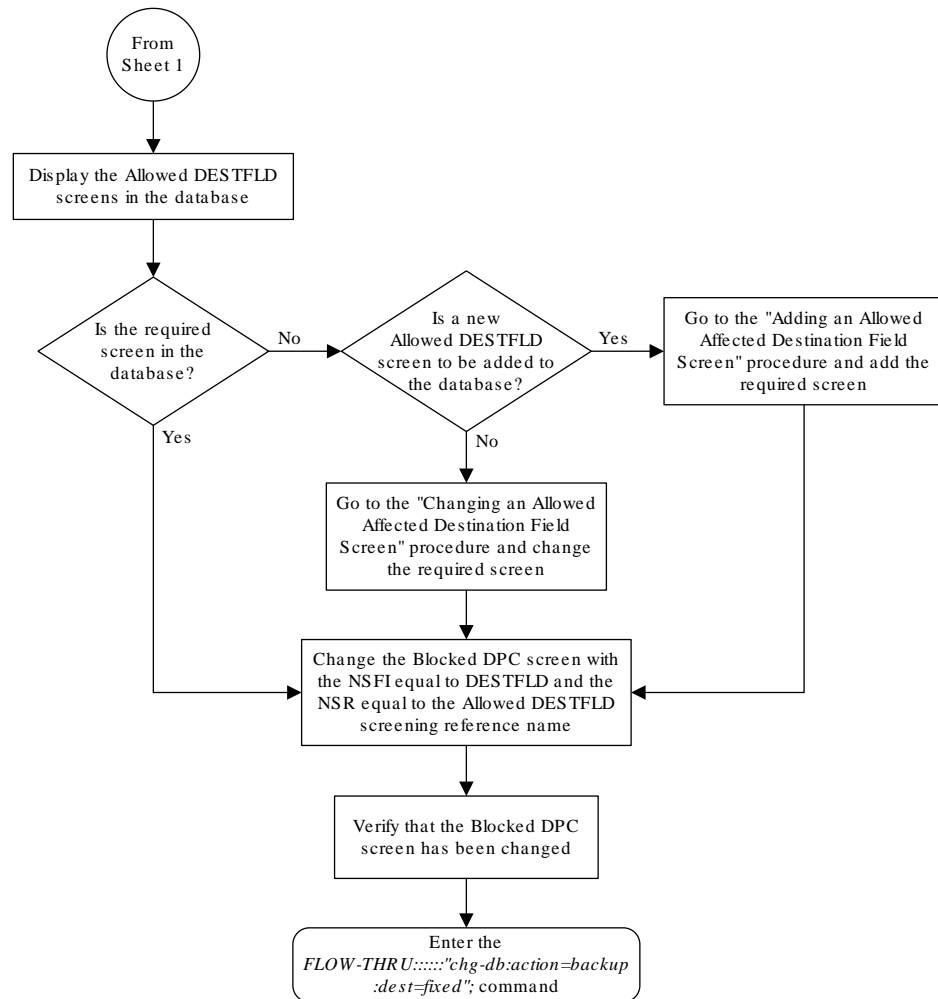 From
Sheet 1
Display the Allowed DESTFLD
screens in the database
Is the required
screen in the
database?
No
Yes
Is a new
Allowed DESTFLD
screen to be added to
the database?
Yes
No
Go to the "Adding an Allowed
Affected Destination Field
Screen" procedure and add the
required screen
Go to the "Changing an Allowed
Affected Destination Field
Screen" procedure and change
the required screen
Change the Blocked DPC screen with
the NSFI equal to DESTFLD and the
NSR equal to the Allowed DESTFLD
screening reference name
Verify that the Blocked DPC
screen has been changed
Enter the
FLOW-THRU::::::"chg-db:action=backup
:dest=fixed"; command